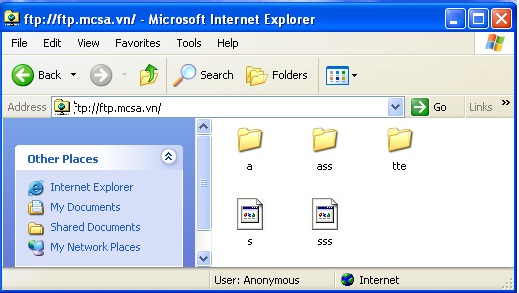 ftp://ftp.mcsa.vn/ - Microsoft Internet Explorer
File Edit View Favorites Tools Help
Back Search Folders
Address tp://ftp.mcsa.vn/ Go Links »
Other Places
Internet Explorer
My Documents
Shared Documents
My Network Places
a ass tte
s sss
User: Anonymous Internet